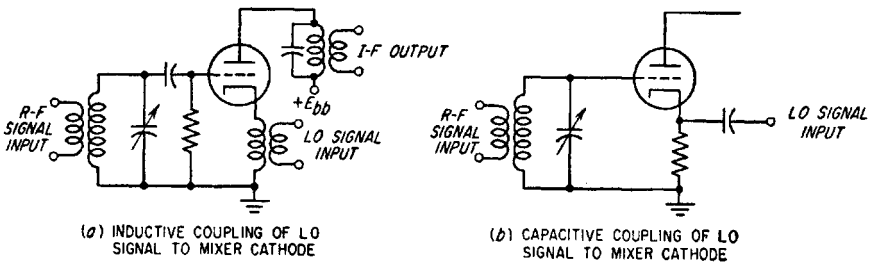 I-F OUTPUT
+Ebb
R-F
SIGNAL
INPUT
LO SIGNAL
INPUT
(a) INDUCTIVE COUPLING OF LO
SIGNAL TO MIXER CATHODE
R-F
SIGNAL
INPUT
LO SIGNAL
INPUT
(b) CAPACITIVE COUPLING OF LO
SIGNAL TO MIXER CATHODE